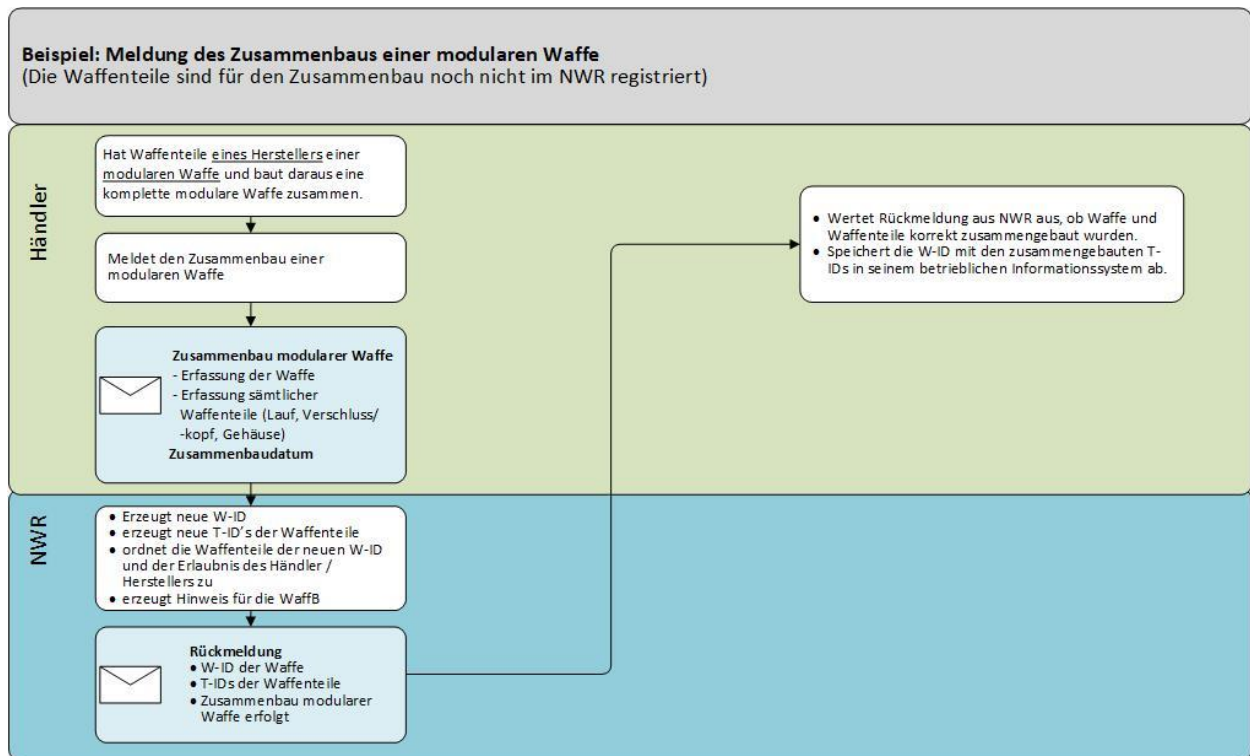 Beispiel: Meldung des Zusammenbaus einer modularen Waffe
(Die Waffenteile sind für den Zusammenbau noch nicht im NWR registriert)
Händler
Hat Waffenteile eines Herstellers einer
modularen Waffe und baut daraus eine
komplette modulare Waffe zusammen.
Meldet den Zusammenbau einer
modularen Waffe
Zusammenbau modularer Waffe
- Erfassung der Waffe
- Erfassung sämtlicher
Waffenteile (Lauf, Verschluss/
-kopf, Gehäuse)
Zusammenbaudatum
• Wertet Rückmeldung aus NWR aus, ob Waffe und
Waffenteile korrekt zusammengebaut wurden.
• Speichert die W-ID mit den zusammengebauten T-
IDs in seinem betrieblichen Informationssystem ab.
NWR
• Erzeugt neue W-ID
• erzeugt neue T-ID's der Waffenteile
• ordnet die Waffenteile der neuen W-ID
und der Erlaubnis des Händler /
Herstellers zu
• erzeugt Hinweis für die WaffB
Rückmeldung
• W-ID der Waffe
• T-IDs der Waffenteile
• Zusammenbau modularer
Waffe erfolgt